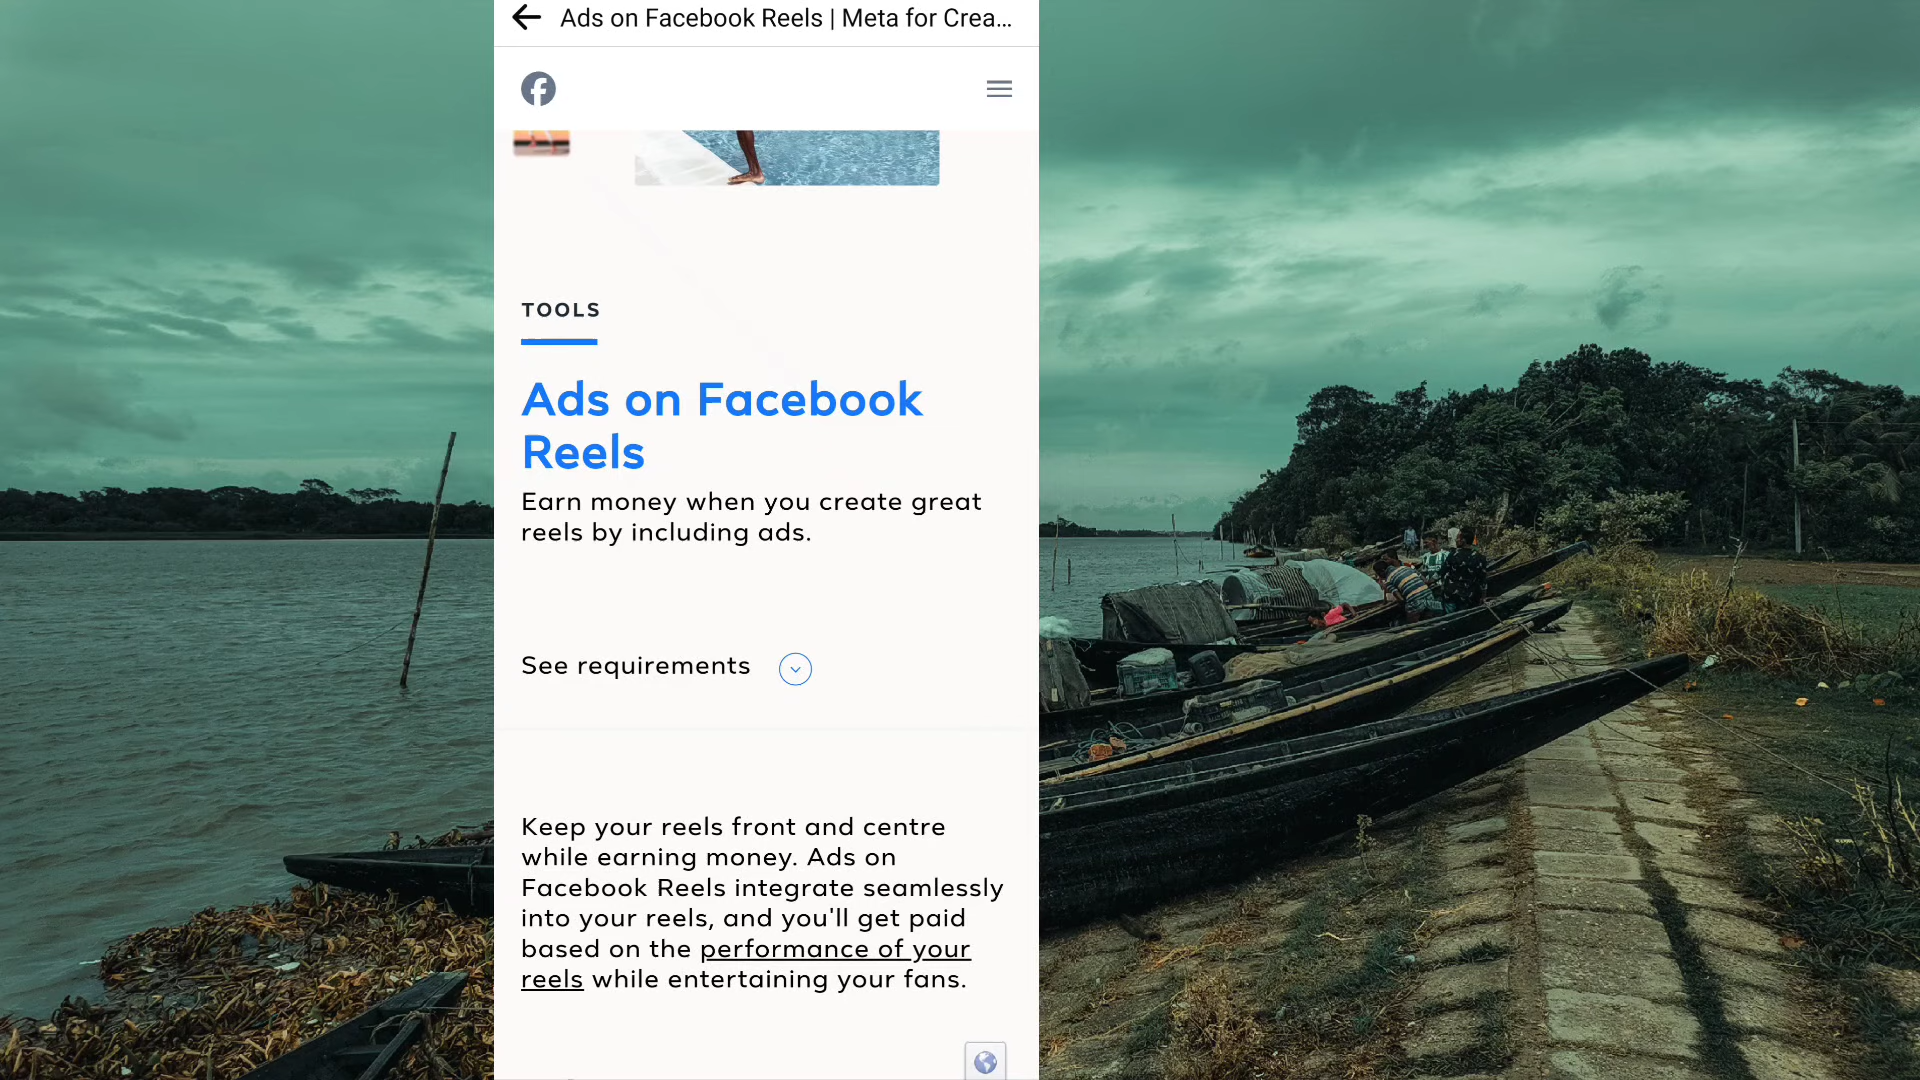 Ads on Facebook Reels | Meta for Crea...
TOOLS
Ads on Facebook
Reels
Earn money when you create great
reels by including ads.
See requirements
Keep your reels front and centre
while earning money. Ads on
Facebook Reels integrate seamlessly
into your reels, and you'll get paid
based on the performance of your
reels while entertaining your fans.